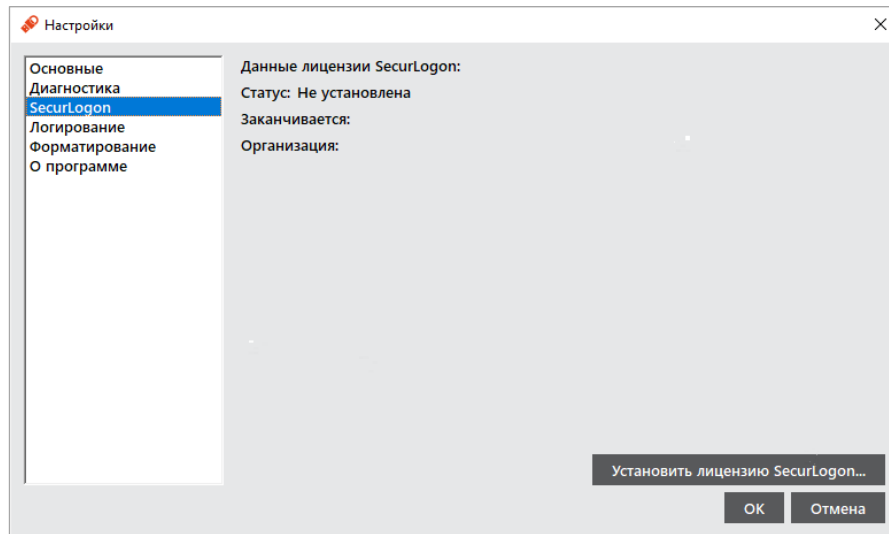 Настройки
Основные
Диагностика
SecurLogon
Логирование
Форматирование
О программе
Данные лицензии SecurLogon:
Статус: Не установлена
Заканчивается:
Организация:
Установить лицензию SecurLogon...
ОК
Отмена